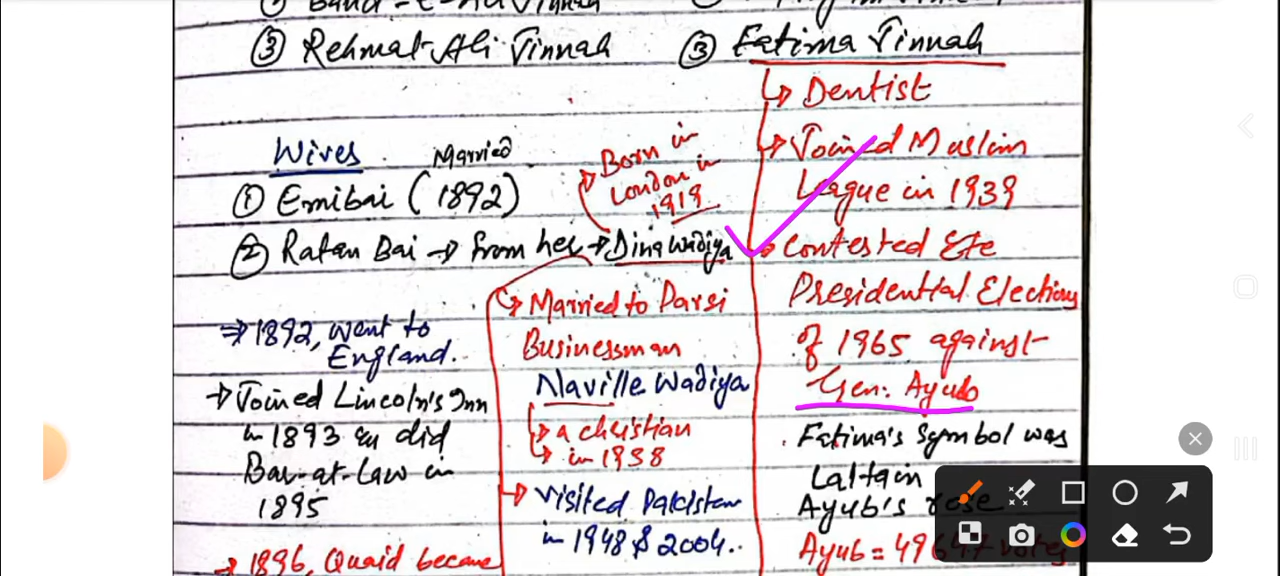 ③ Rehmat Ali Jinnah
③ Fatima Jinnah
↳ Dentist
↳ Joined Muslim
League in 1939
→ Contested the
Presidential Elections
of 1965 against
Gen. Ayub
Fatima's Symbol was
Laltain
Ayub's rose
Ayub = 49647 votes
Wives
Married
① Emibai (1892)
② Ratan Bai → from her → Dina Wadiya
→ Born in
London in
1919
↳ Married to Parsi
Businessman
Naville Wadiya
↳ a christian
↳ in 1938
→ Visited Pakistan
in 1948 $ 2004..
⇒ 1892, went to
England.
→ Joined Lincoln's Inn
in 1893 & did
Bar-at-Law in
1895
→ 1896, Quaid became